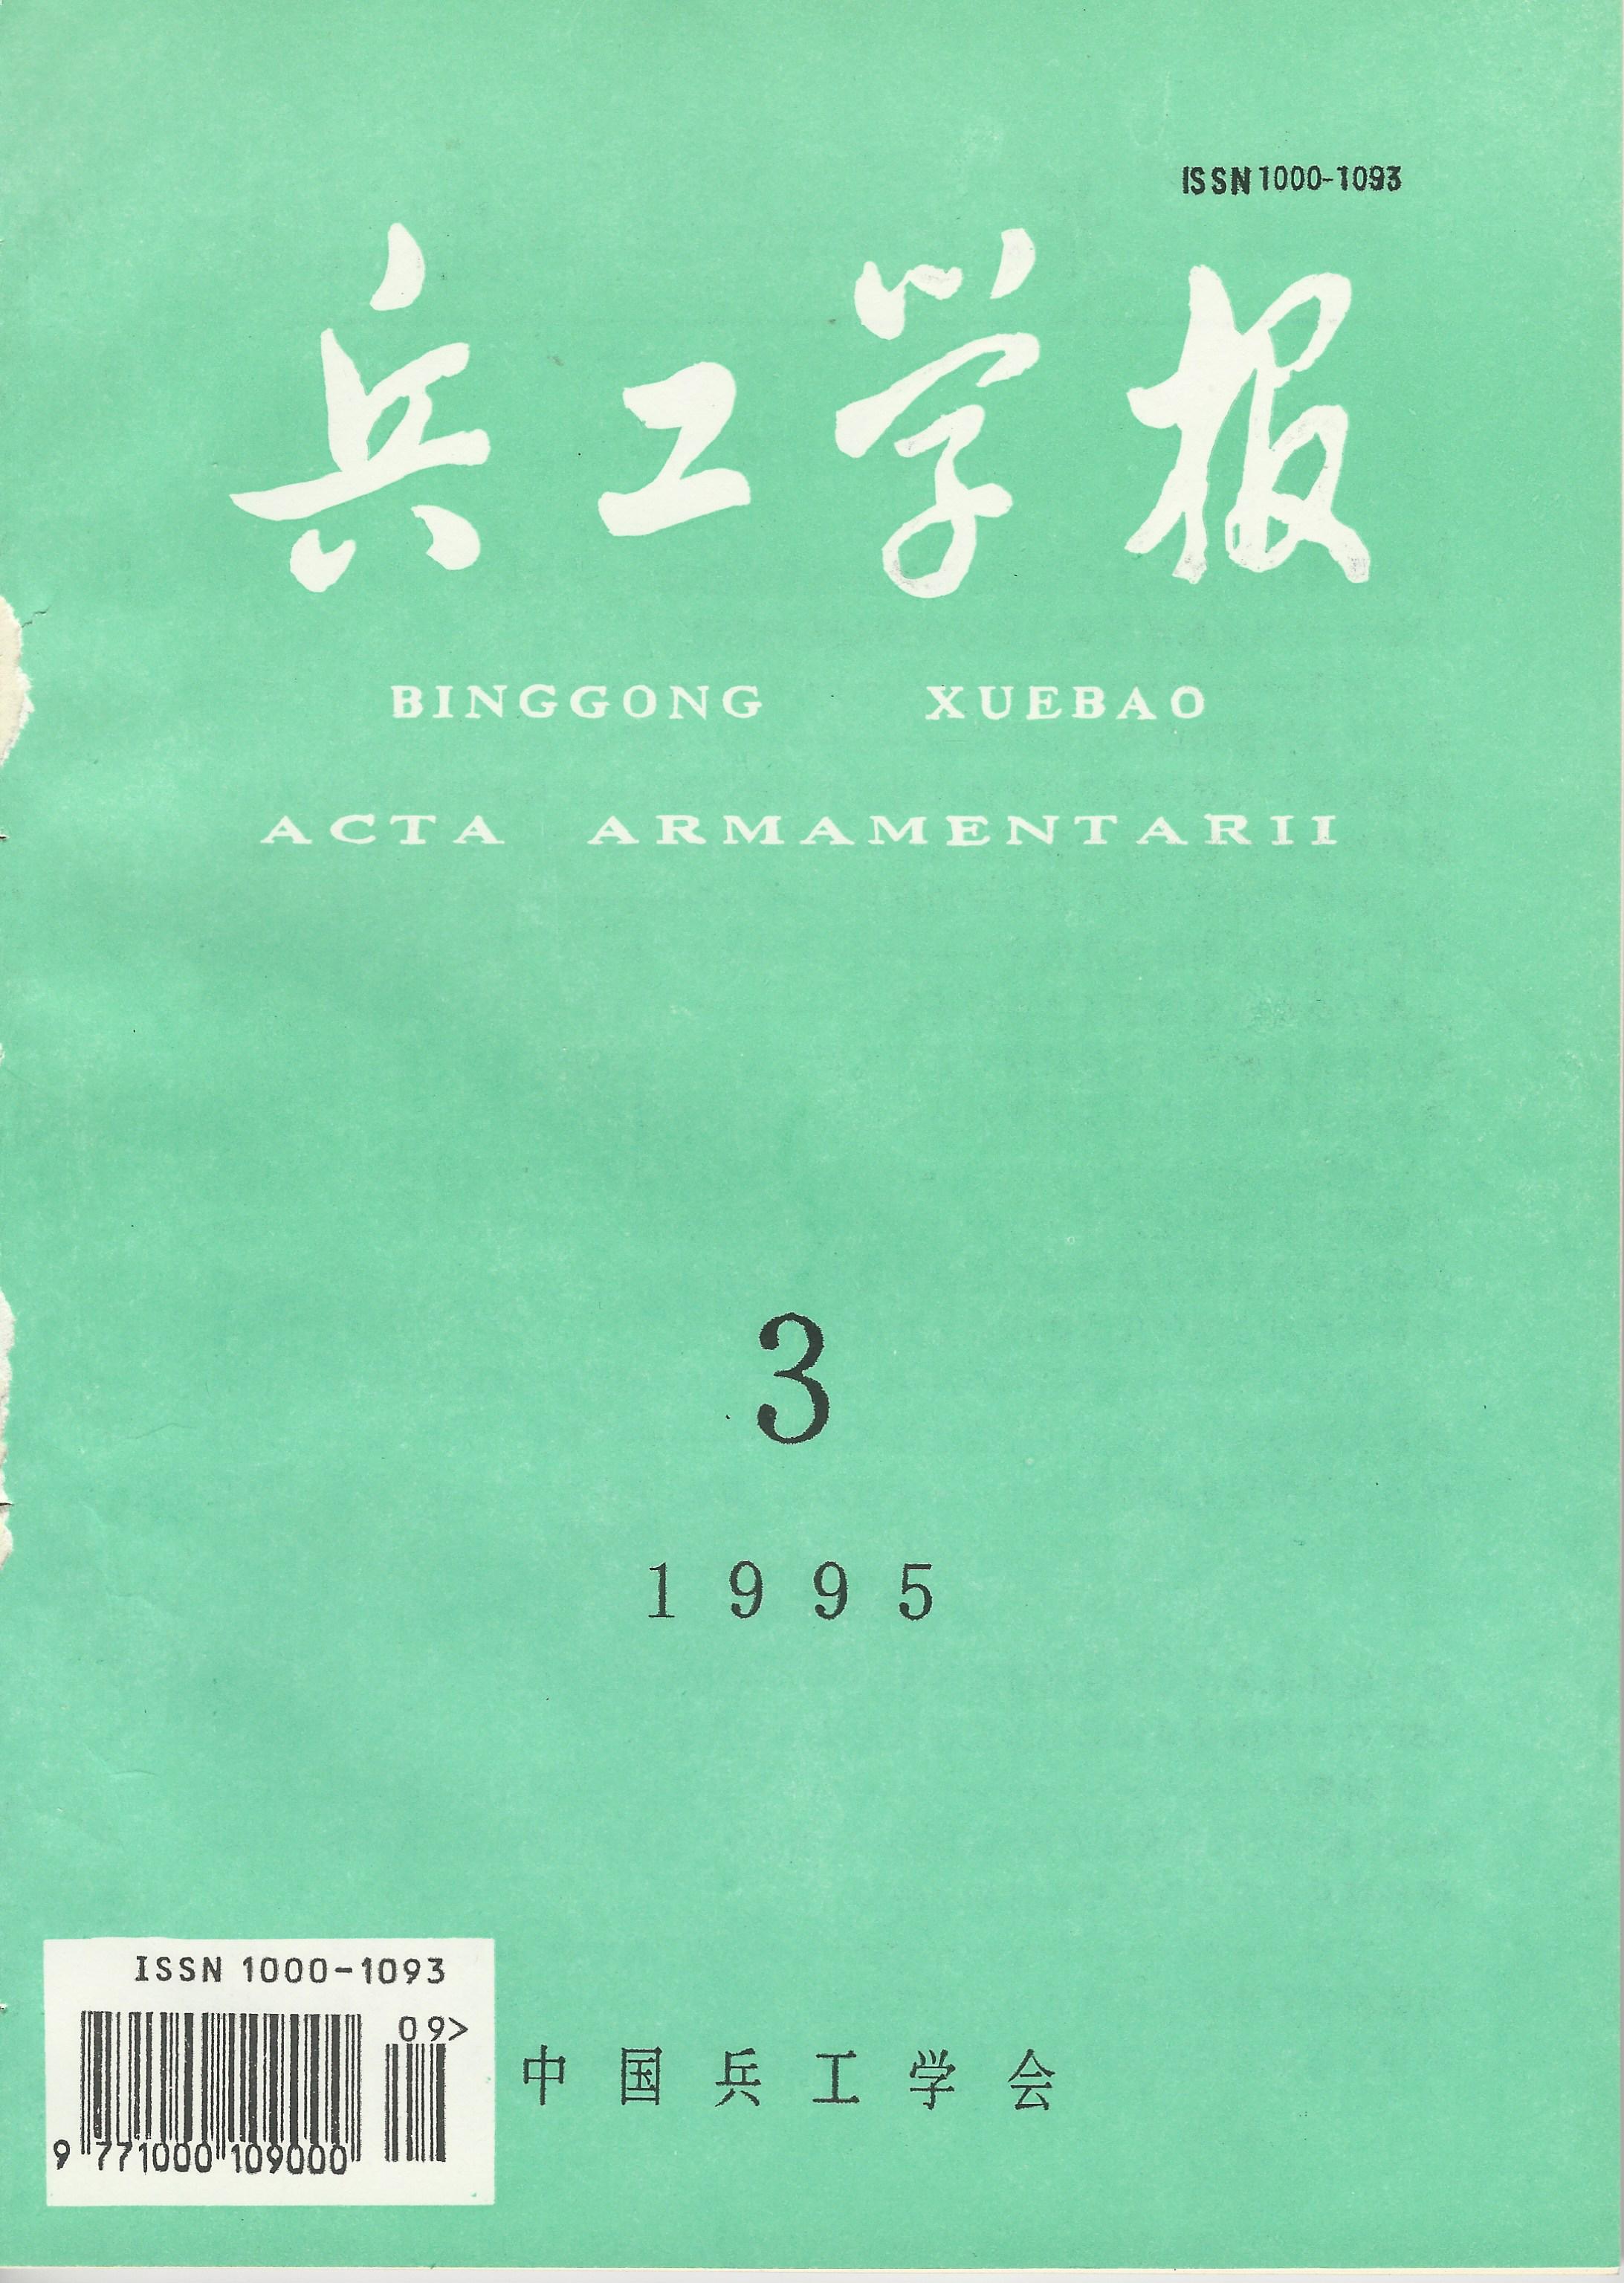 ISSN 1000-1093
兵工学报
BINGGONG XUEBAO
ACTA ARMAMENTARII
3
1995
ISSN 1000-1093
09>
9 771000 109000
中国兵工学会